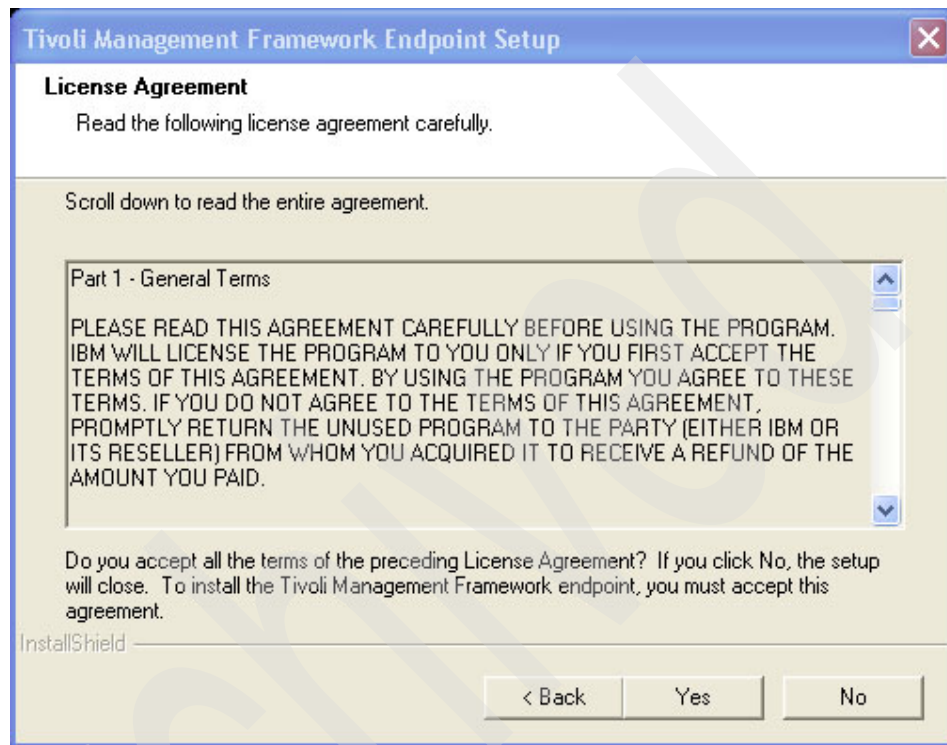 Tivoli Management Framework Endpoint Setup
License Agreement
Read the following license agreement carefully.
Scroll down to read the entire agreement.
Part 1 - General Terms
PLEASE READ THIS AGREEMENT CAREFULLY BEFORE USING THE PROGRAM.
IBM WILL LICENSE THE PROGRAM TO YOU ONLY IF YOU FIRST ACCEPT THE
TERMS OF THIS AGREEMENT. BY USING THE PROGRAM YOU AGREE TO THESE
TERMS. IF YOU DO NOT AGREE TO THE TERMS OF THIS AGREEMENT,
PROMPTLY RETURN THE UNUSED PROGRAM TO THE PARTY (EITHER IBM OR
ITS RESELLER) FROM WHOM YOU ACQUIRED IT TO RECEIVE A REFUND OF THE
AMOUNT YOU PAID.
Do you accept all the terms of the preceding License Agreement? If you click No, the setup
will close. To install the Tivoli Management Framework endpoint, you must accept this
agreement.
InstallShield
< Back Yes No